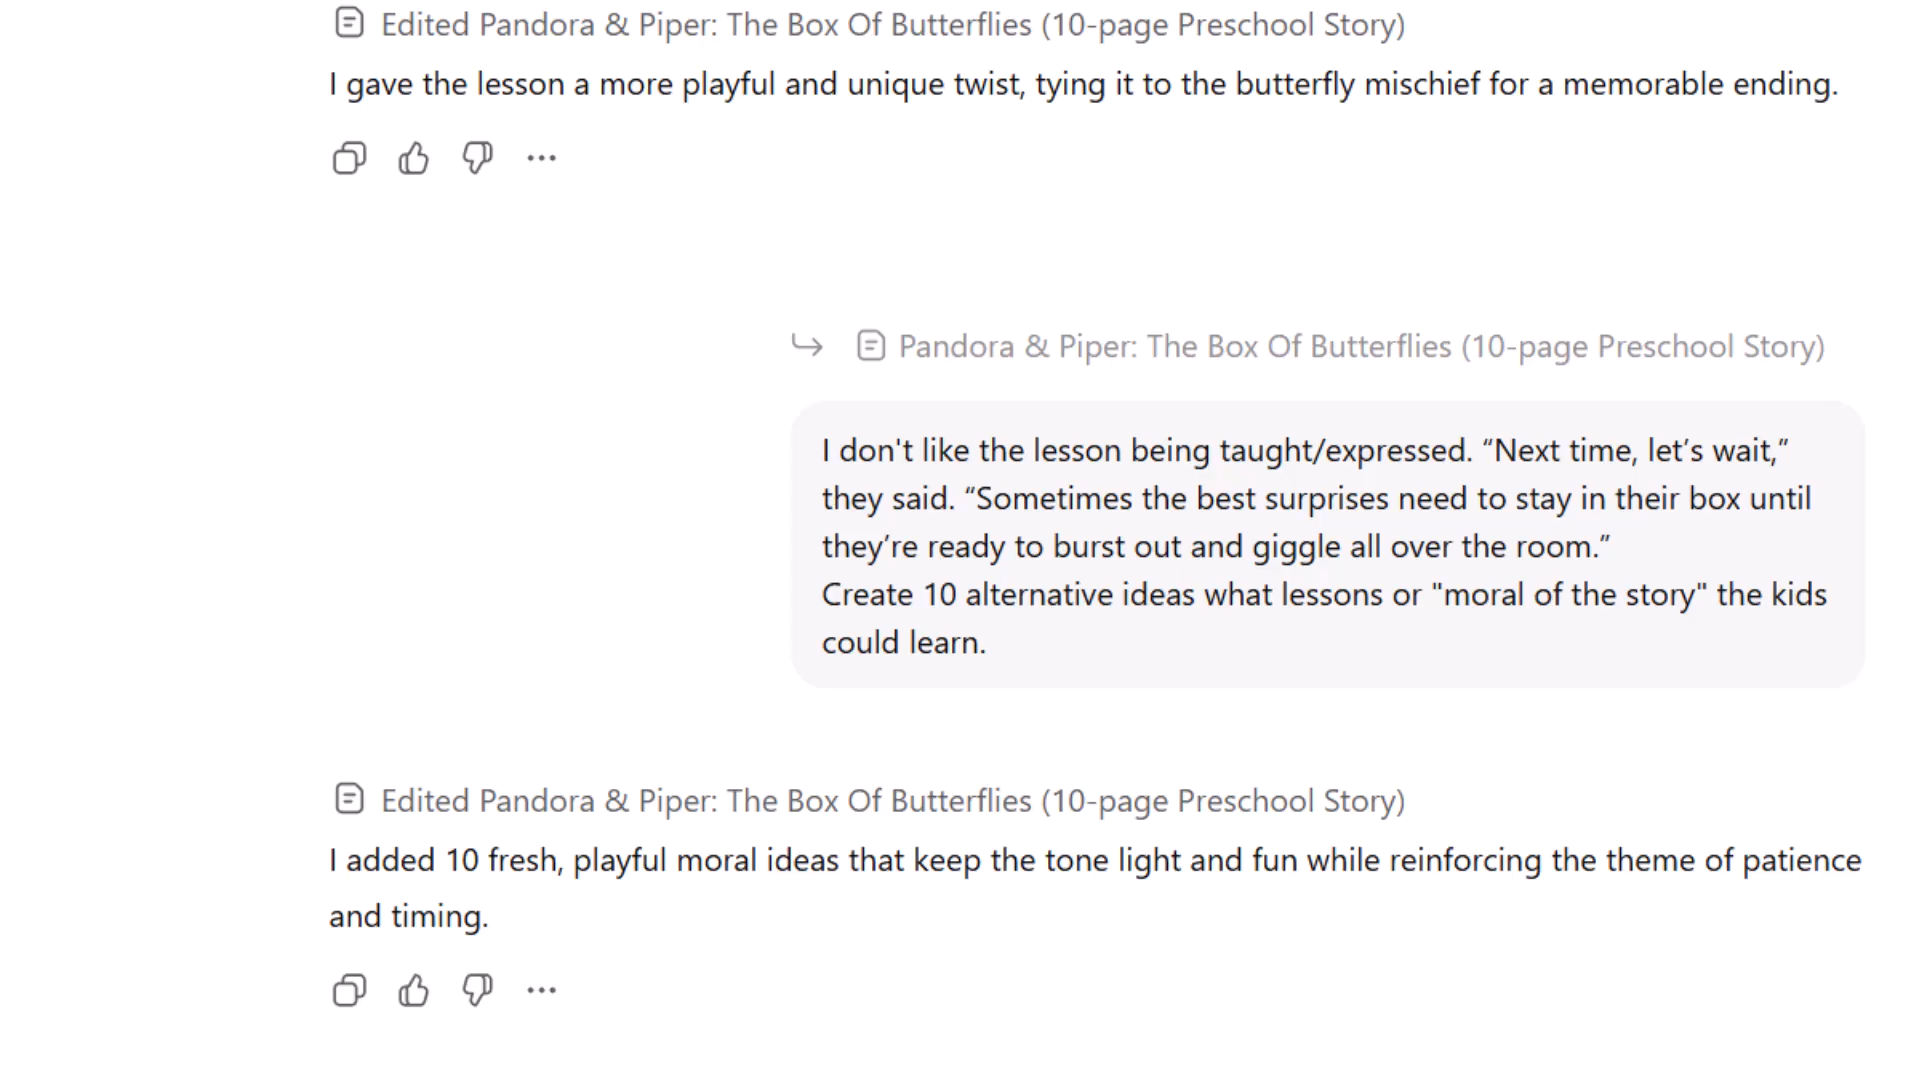 Edited Pandora & Piper: The Box Of Butterflies (10-page Preschool Story)
I gave the lesson a more playful and unique twist, tying it to the butterfly mischief for a memorable ending.
Pandora & Piper: The Box Of Butterflies (10-page Preschool Story)
I don't like the lesson being taught/expressed. “Next time, let’s wait,”
they said. “Sometimes the best surprises need to stay in their box until
they’re ready to burst out and giggle all over the room.”
Create 10 alternative ideas what lessons or "moral of the story" the kids
could learn.
Edited Pandora & Piper: The Box Of Butterflies (10-page Preschool Story)
I added 10 fresh, playful moral ideas that keep the tone light and fun while reinforcing the theme of patience
and timing.